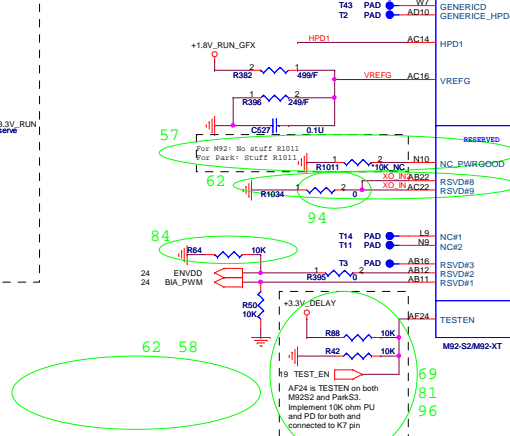 T43 PAD W7 GENERICD
T2 PAD AD10 GENERICE_HPD
HPD1 AC14 HPD1
+1.8V_RUN_GFX
R382 2 1 499/F
VREFG AC16 VREFG
R396 2 1 249/F
C527 0.1U
3.3V_RUN
serve
57
RESERVED
For M92: No stuff R1011
For Park: Stuff R1011
R1011 1 2 *10K_NC N10 NC_PWRGOOD
62
XO_IN2 AB22 RSVD#8
R1034 1 2 0 XO_IN AC22 RSVD#9
94
84
T14 PAD L9 NC#1
T11 PAD N9 NC#2
R64 10K
T3 PAD AB16 RSVD#3
24 ENVDD R395 1 2 0 AB12 RSVD#2
24 BIA_PWM AB11 RSVD#1
R50
10K
+3.3V_DELAY
AF24 TESTEN
R88 10K
M92-S2/M92-XT
62 58
R42 10K
19 TEST_EN
69
81
96
AF24 is TESTEN on both
M92S2 and ParkS3.
Implement 10K ohm PU
and PD for both and
connected to K7 pin